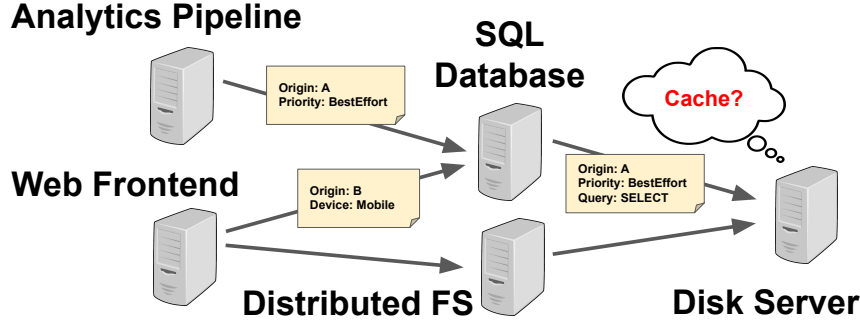 Analytics Pipeline
SQL
Database
Origin: A
Priority: BestEffort
Cache?
Web Frontend
Origin: B
Device: Mobile
Origin: A
Priority: BestEffort
Query: SELECT
Distributed FS
Disk Server